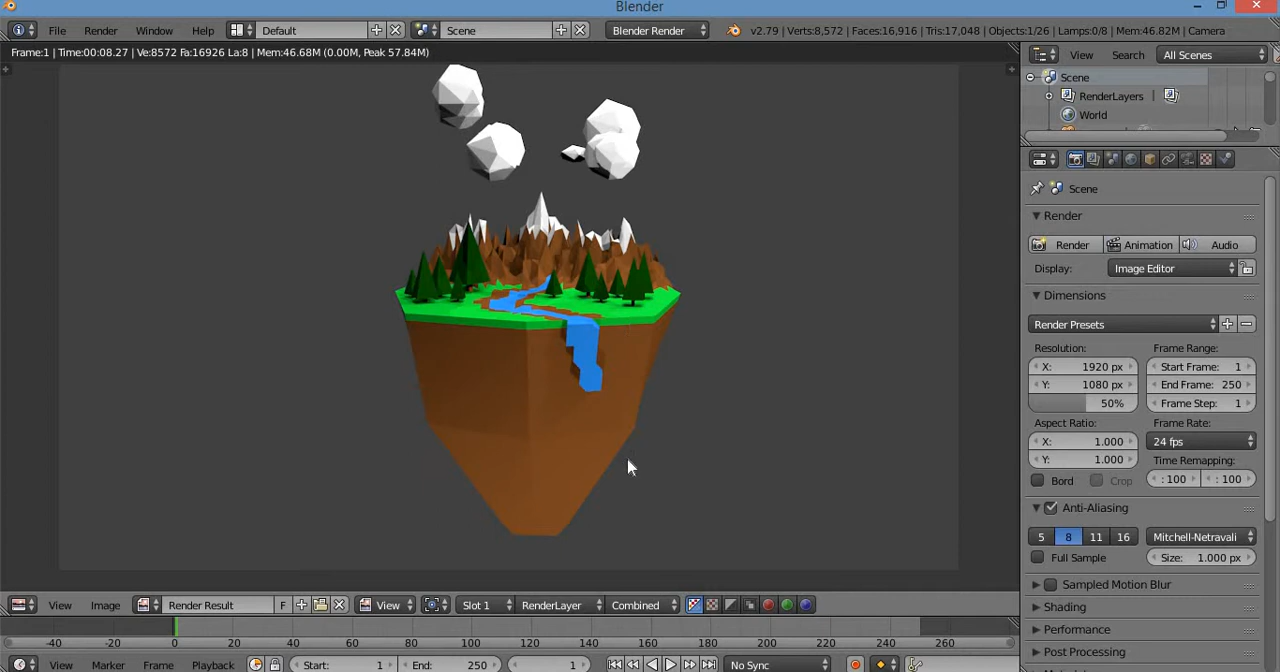 Blender
File Render Window Help Default Scene Blender Render v2.79 | Verts:8,572 | Faces:16,916 | Tris:17,048 | Objects:1/26 | Lamps:0/8 | Mem:46.82M | Camera
Frame:1 | Time:00:08.27 | Ve:8572 Fa:16926 La:8 | Mem:46.68M (0.00M, Peak 57.84M)
View Search All Scenes
Scene
RenderLayers |
World
Scene
Render
Render Animation Audio
Display: Image Editor
Dimensions
Render Presets
Resolution: Frame Range:
X: 1920 px Start Frame: 1
Y: 1080 px End Frame: 250
50% Frame Step: 1
Aspect Ratio: Frame Rate:
X: 1.000 24 fps
Y: 1.000 Time Remapping:
Bord Crop : 100 : 100
Anti-Aliasing
5 8 11 16 Mitchell-Netravali
Full Sample Size: 1.000 px
Sampled Motion Blur
Shading
Performance
Post Processing
View Image Render Result F View Slot 1 RenderLayer Combined
-40 -20 0 20 40 60 80 100 120 140 160 180 200 220 240 260
View Marker Frame Playback Start: 1 End: 250 1 No Sync